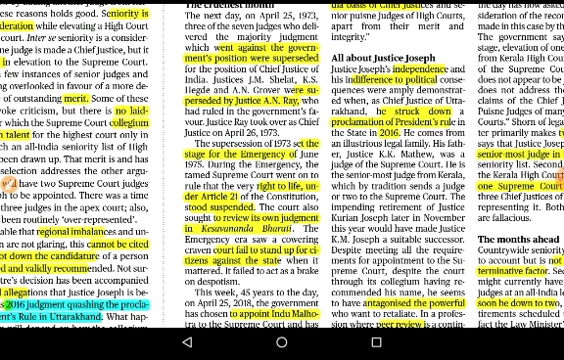 these reasons holds good. Seniority is
deration while elevating a High Court
court. Inter se seniority is a consider-
ne judge is made a Chief Justice, but it
in elevation to the Supreme Court.
few instances of senior judges and
ng overlooked in favour of a more de-
e of outstanding merit. Some of these
voke criticism, but there is no laid-
r which the Supreme Court collegium
talent for the highest court only in
ch an all-India seniority list of High
een drawn up. That merit is and has
selection addresses the other argu-
have two Supreme Court judges
ph to be appointed. There was a time
three judges in the apex court; also,
been routinely 'over-represented'.
able that regional imbalances and un-
n are not glaring, this cannot be cited
ot down the candidature of a person
d and validly recommended. Not sur-
tre's decision has been accompanied
allegations that Justice Joseph is be-
s 2016 judgment quashing the procla-
ent's Rule in Uttarakhand. What hap-
The cruellest month
The next day, on April 25, 1973,
three of the seven judges who deli-
vered the majority judgment
which went against the govern-
ment's position were superseded
for the position of Chief Justice of
India. Justices J.M. Shelat, K.S.
Hegde and A.N. Grover were su-
perseded by Justice A.N. Ray, who
had ruled in the government's fa-
vour. Justice Ray took over as Chief
Justice on April 26, 1973.
The supersession of 1973 set the
stage for the Emergency of June
1975. During the Emergency, the
tamed Supreme Court went on to
rule that the very right to life, un-
der Article 21 of the Constitution,
stood suspended. The court also
sought to review its own judgment
in Kesavananda Bharati. The
Emergency era saw a cowering
craven court fail to stand up for ci-
tizens against the state when it
mattered. It failed to act as a brake
on despotism.
This week, 45 years to the day,
on April 25, 2018, the government
has chosen to appoint Indu Malho-
tra to the Supreme Court and has
the basis of Chief Justices and se-
nior puisne judges of High Courts,
apart from their merit and
integrity."
All about Justice Joseph
Justice Joseph's independence and
his indifference to political conse-
quences were amply demonstrat-
ed when, as Chief Justice of Utta-
rakhand, he struck down a
proclamation of President's rule in
the State in 2016. He comes from
an illustrious legal family. His fath-
er, Justice K.K. Mathew, was a
judge of the Supreme Court. He is
the senior-most judge from Kerala,
which by tradition sends a judge
or two to the Supreme Court. The
impending retirement of Justice
Kurian Joseph later in November
this year would have made Justice
K.M. Joseph a suitable successor.
Despite meeting all the require-
ments for appointment to the Su-
preme Court, despite the court
through its collegium having re-
commended his name, he seems
to have antagonised the powerful
who want to retaliate. In a profes-
sion where peer review is a contin-
the day has now asked
sideration of the recom
made in this case by th
The government say
stage, elevation of one
from Kerala High Cour
of the Supreme Cou
does not appear to be
does not address the
claims of the Chief J
Puisne Judges of many
Courts." Shorn of legal
ter primarily makes tw
says that Justice Joseph
senior-most judge in
seniority list. Second,
the Kerala High Cou
one Supreme Court
three Chief Justices of
representing it. Both
are fallacious.
The months ahead
Countrywide seniority
to account but is not
terminative factor. Se
might currently have
judges at an all-India l
soon be down to two,
tirements scheduled t
fact the Law Minister'